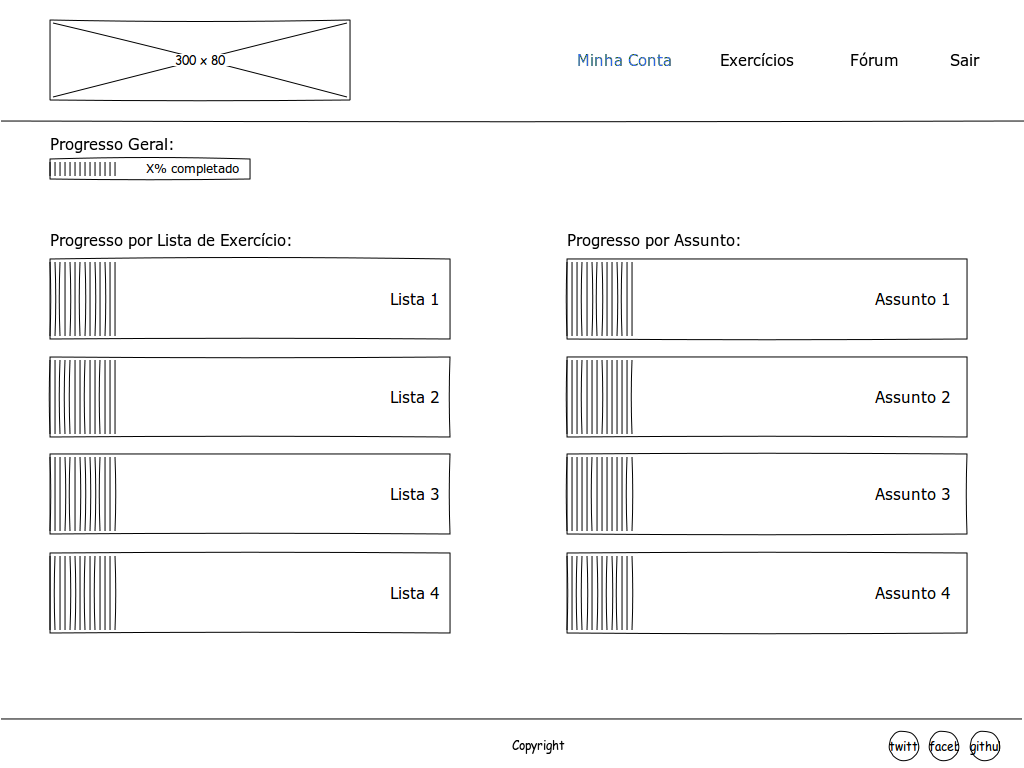 300 x 80
Minha Conta Exercícios Fórum Sair
Progresso Geral:
X% completado
Progresso por Lista de Exercício:
Lista 1
Lista 2
Lista 3
Lista 4
Progresso por Assunto:
Assunto 1
Assunto 2
Assunto 3
Assunto 4
Copyright
twitt faceb githu